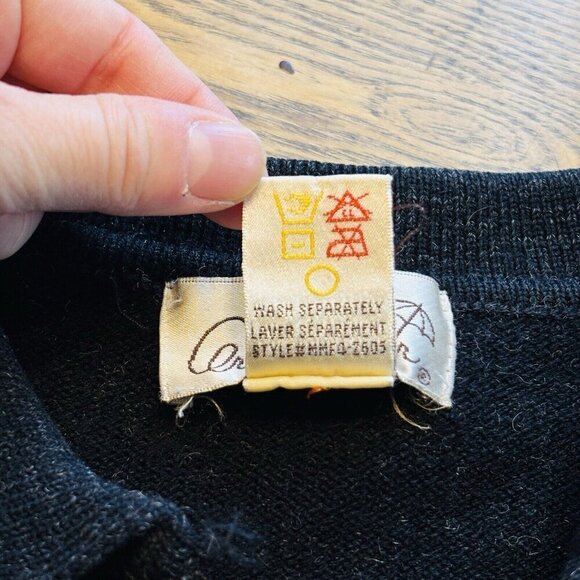 WASH SEPARATELY
LAVER SÉPARÉMENT
STYLE#MMFQ-2605
®